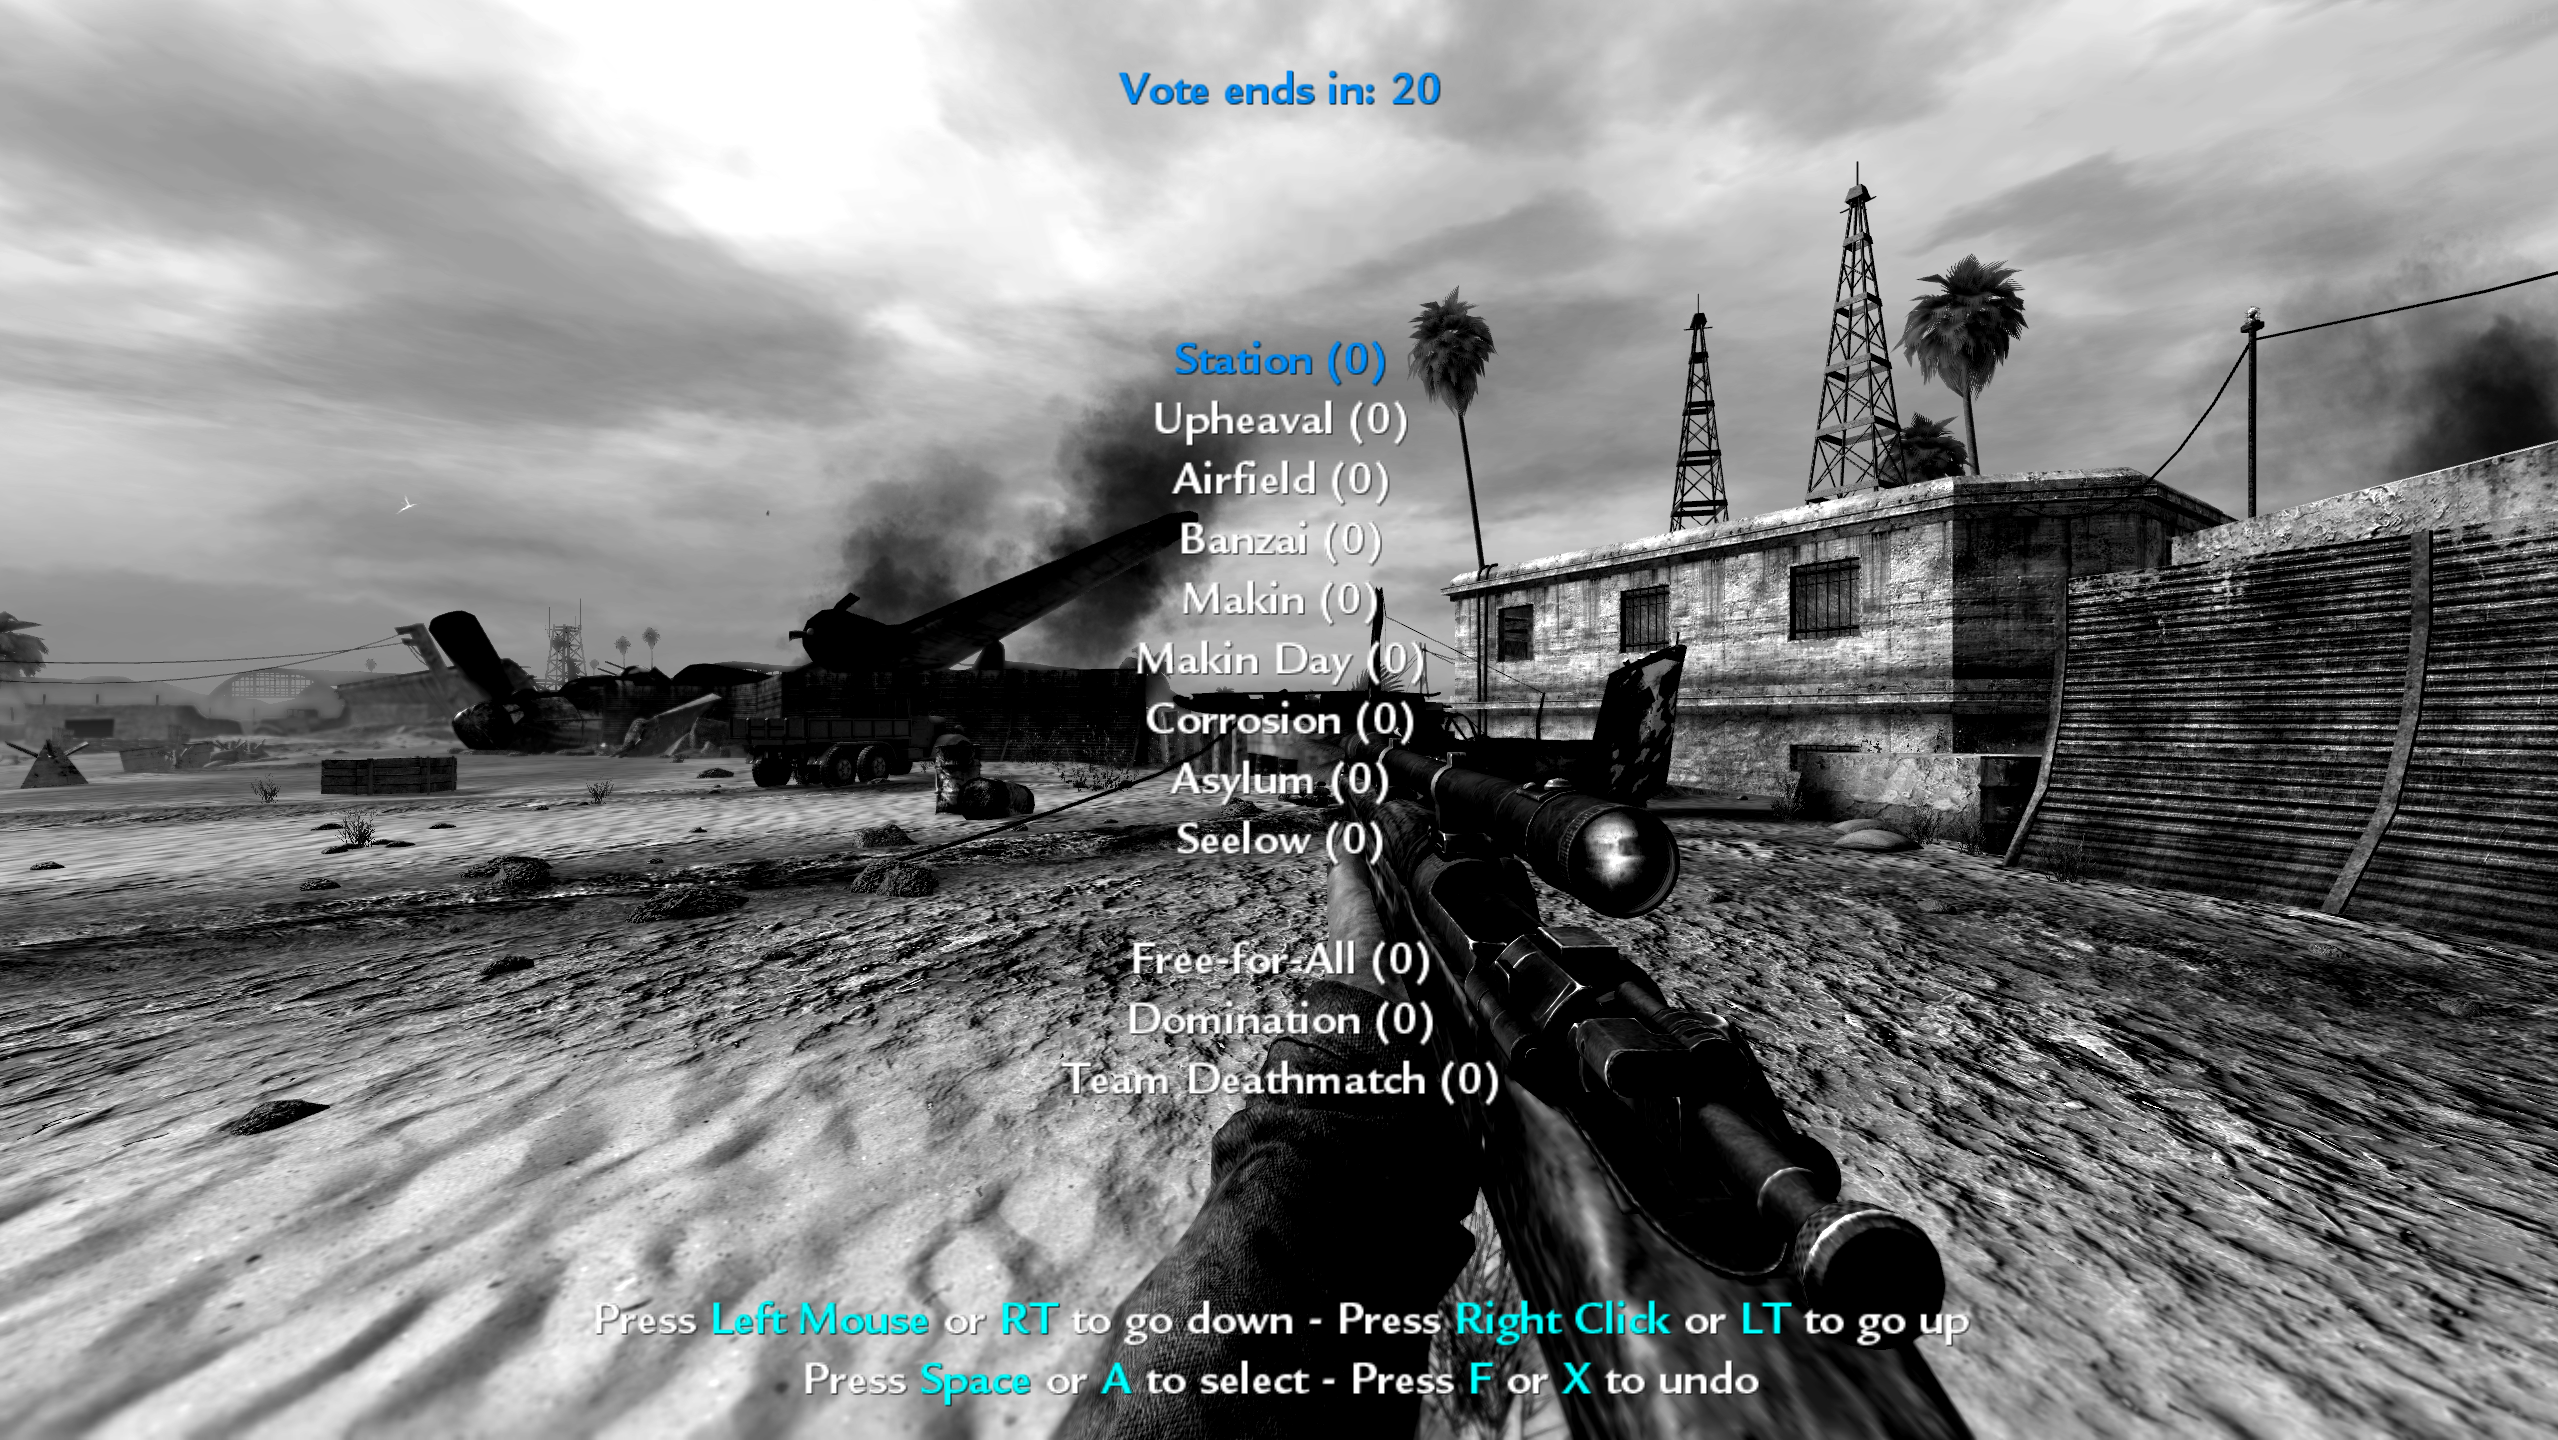 Vote ends in: 20
Station (0)
Upheaval (0)
Airfield (0)
Banzai (0)
Makin (0)
Makin Day (0)
Corrosion (0)
Asylum (0)
Seelow (0)
Free-for-All (0)
Domination (0)
Team Deathmatch (0)
Press Left Mouse or RT to go down - Press Right Click or LT to go up
Press Space or A to select - Press F or X to undo